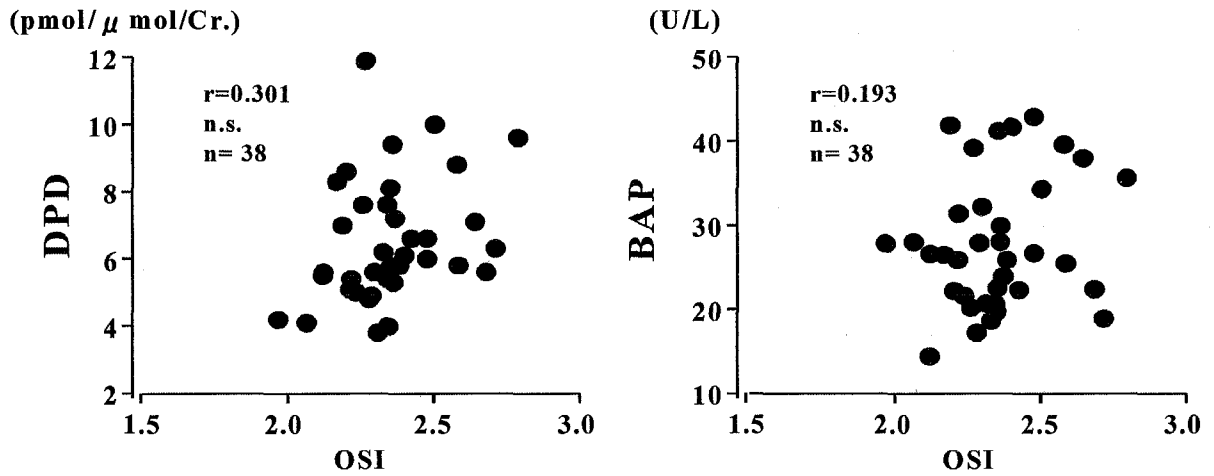 (pmol/ μ mol/Cr.)
12
10
8
6
4
2
DPD
r=0.301
n.s.
n= 38
1.5 2.0 2.5 3.0
OSI
(U/L)
50
40
30
20
10
BAP
r=0.193
n.s.
n= 38
1.5 2.0 2.5 3.0
OSI